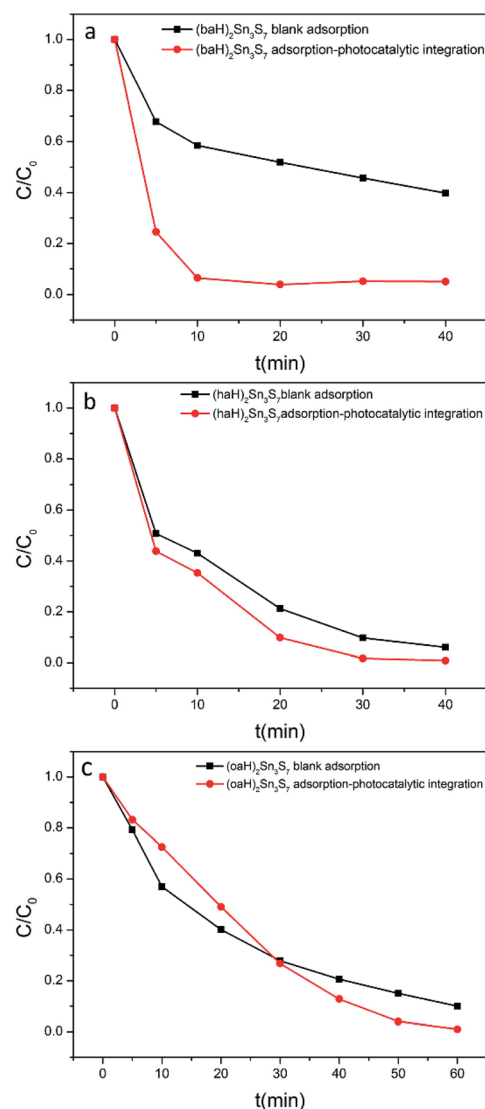 a
(baH)₂Sn₃S₇ blank adsorption
(baH)₂Sn₃S₇ adsorption-photocatalytic integration
C/C₀
1.0
0.8
0.6
0.4
0.2
0.0
0 10 20 30 40
t(min)
b
(haH)₂Sn₃S₇blank adsorption
(haH)₂Sn₃S₇adsorption-photocatalytic integration
C/C₀
1.0
0.8
0.6
0.4
0.2
0.0
0 10 20 30 40
t(min)
c
(oaH)₂Sn₃S₇ blank adsorption
(oaH)₂Sn₃S₇ adsorption-photocatalytic integration
C/C₀
1.0
0.8
0.6
0.4
0.2
0.0
0 10 20 30 40 50 60
t(min)